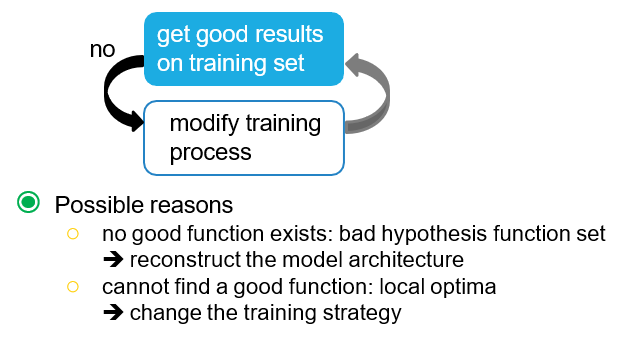 get good results
no
on training set
modify training
process
Possible reasons
no good function exists: bad hypothesis function set
➔ reconstruct the model architecture
cannot find a good function: local optima
➔ change the training strategy